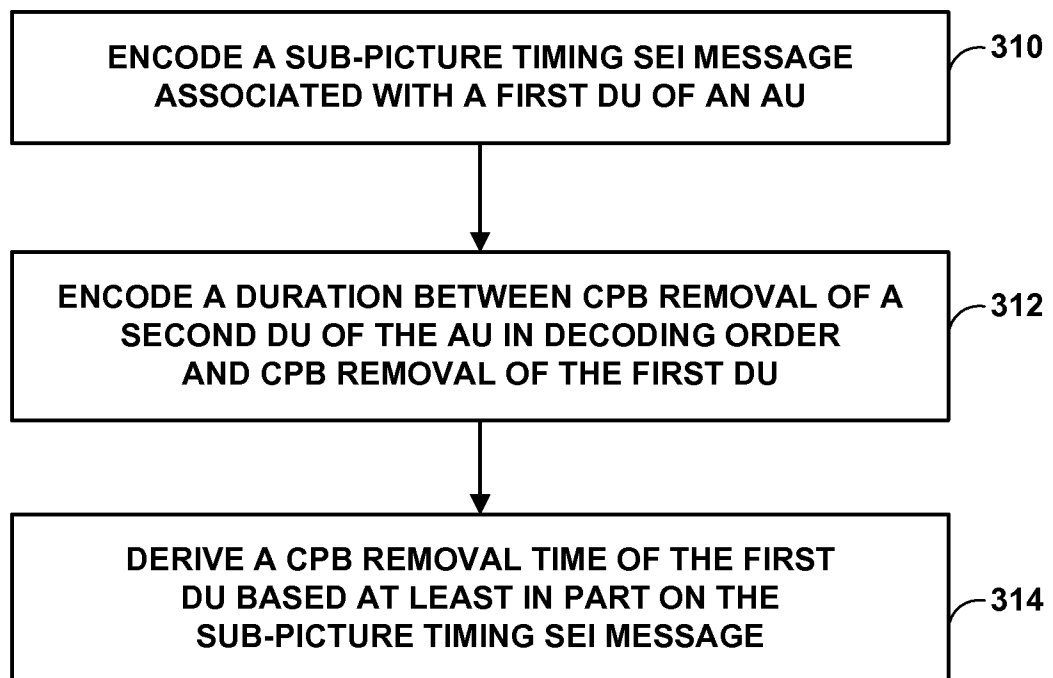 ENCODE A SUB-PICTURE TIMING SEI MESSAGE
ASSOCIATED WITH A FIRST DU OF AN AU
310
ENCODE A DURATION BETWEEN CPB REMOVAL OF A
SECOND DU OF THE AU IN DECODING ORDER
AND CPB REMOVAL OF THE FIRST DU
312
DERIVE A CPB REMOVAL TIME OF THE FIRST
DU BASED AT LEAST IN PART ON THE
SUB-PICTURE TIMING SEI MESSAGE
314